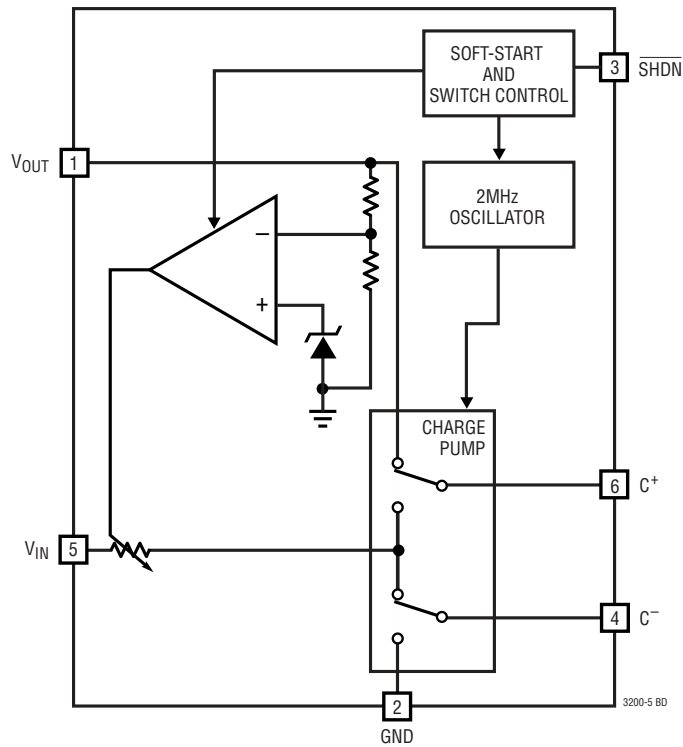 SOFT-START
AND
SWITCH CONTROL
3
SHDN
VOUT
1
2MHz
OSCILLATOR
−
+
CHARGE
PUMP
6
C+
VIN
5
4
C−
2
GND
3200-5 BD